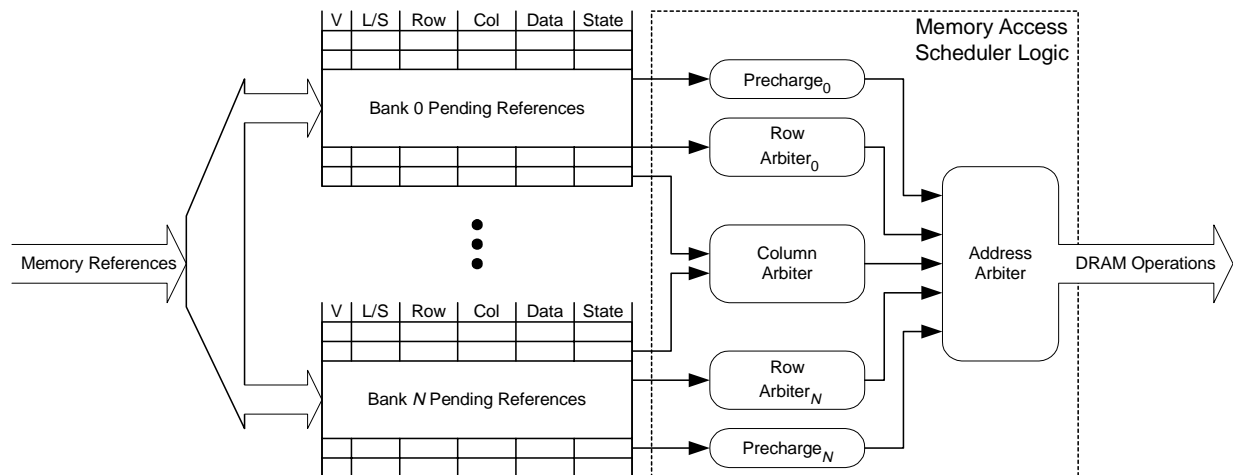 V L/S Row Col Data State
Memory Access
Scheduler Logic
Precharge0
Bank 0 Pending References
Row
Arbiter0
Memory References
Column
Arbiter
Address
Arbiter
DRAM Operations
V L/S Row Col Data State
Row
ArbiterN
Bank N Pending References
PrechargeN